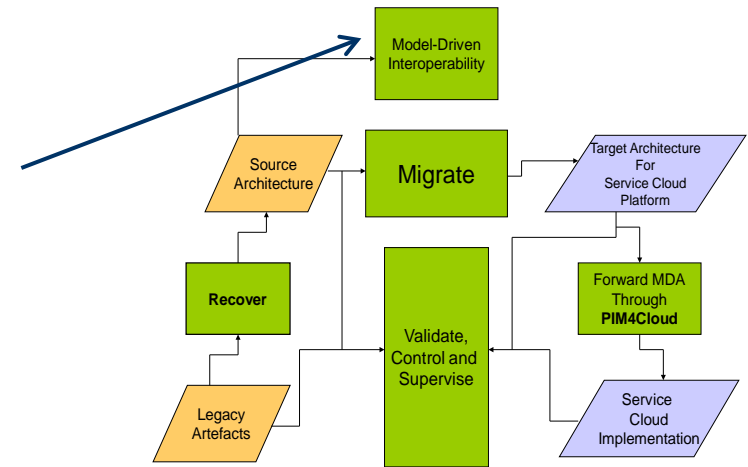 Model-Driven
Interoperability
Source
Architecture
Migrate
Target Architecture
For
Service Cloud
Platform
Recover
Validate,
Control and
Supervise
Forward MDA
Through
PIM4Cloud
Legacy
Artefacts
Service
Cloud
Implementation